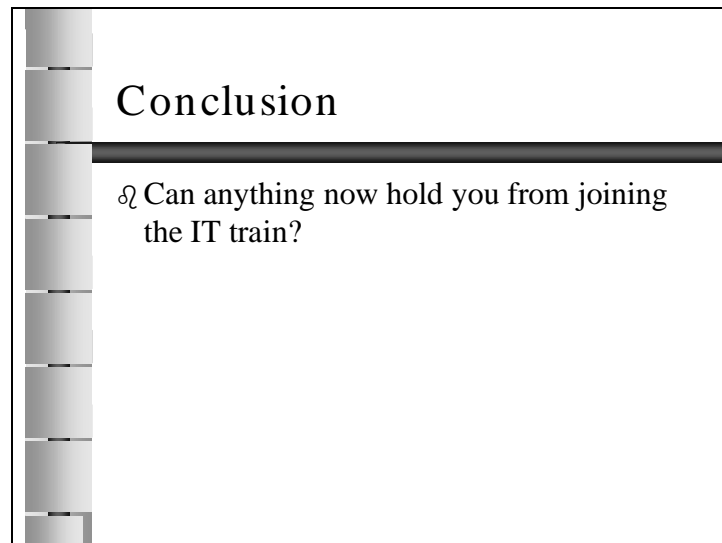 Conclusion
♌ Can anything now hold you from joining
the IT train?